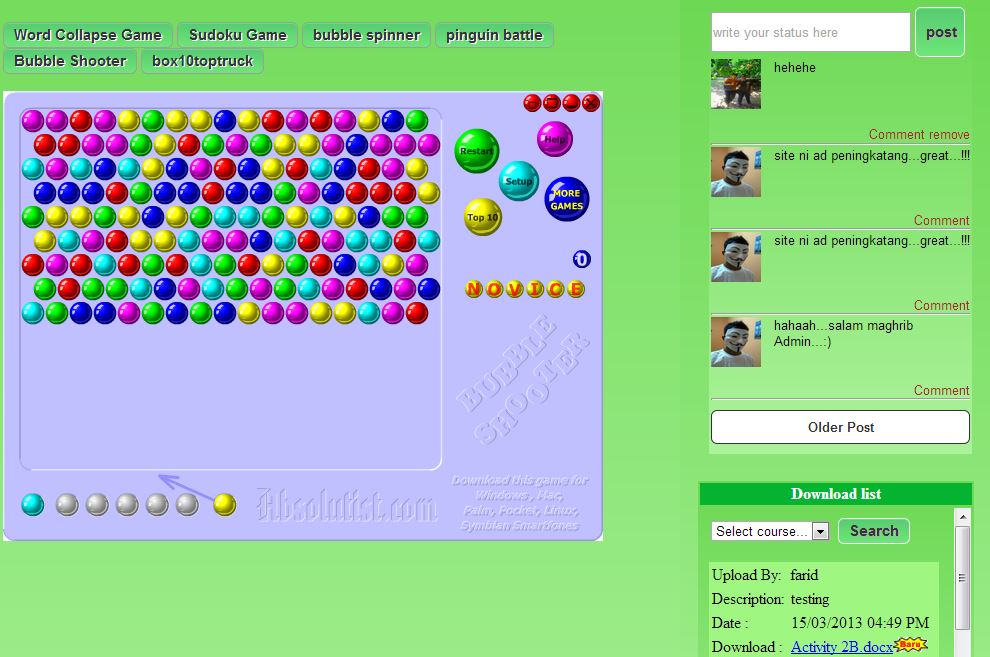 Word Collapse Game
Sudoku Game
bubble spinner
pinguin battle
Bubble Shooter
box10toptruck
Restart
Help
Setup
MORE
GAMES
Top 10
0
NOVICE
BUBBLE
SHOOTER
Absolutist.com
Download this game for
Windows, Mac,
Palm, Pocket, Linux,
Symbian Smartfones
write your status here
post
hehehe
Comment remove
site ni ad peningkatang...great...!!!
Comment
site ni ad peningkatang...great...!!!
Comment
hahaah...salam maghrib
Admin...:)
Comment
Older Post
Download list
Select course...
Search
Upload By: farid
Description: testing
Date : 15/03/2013 04:49 PM
Download : Activity 2B.docx Baru